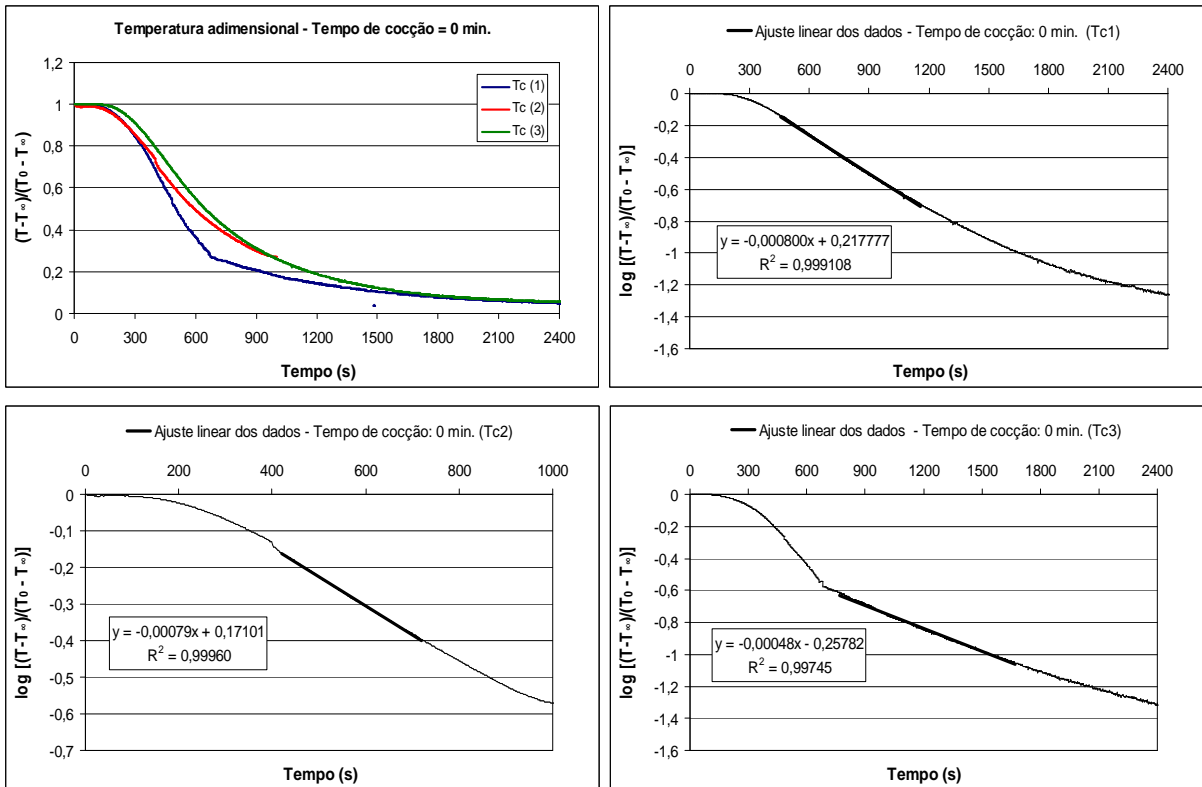 Temperatura adimensional - Tempo de cocção = 0 min.
(T-T∞)/(T0 - T∞)
1,2
1
0,8
0,6
0,4
0,2
0
Tc (1)
Tc (2)
Tc (3)
0 300 600 900 1200 1500 1800 2100 2400
Tempo (s)
Ajuste linear dos dados - Tempo de cocção: 0 min. (Tc1)
0 300 600 900 1200 1500 1800 2100 2400
log [(T-T∞)/(T0 - T∞)]
0
-0,2
-0,4
-0,6
-0,8
-1
-1,2
-1,4
-1,6
y = -0,000800x + 0,217777
R² = 0,999108
Tempo (s)
Ajuste linear dos dados - Tempo de cocção: 0 min. (Tc2)
0 200 400 600 800 1000
log [(T-T∞)/(T0 - T∞)]
0
-0,1
-0,2
-0,3
-0,4
-0,5
-0,6
-0,7
y = -0,00079x + 0,17101
R² = 0,99960
Tempo (s)
Ajuste linear dos dados - Tempo de cocção: 0 min. (Tc3)
0 300 600 900 1200 1500 1800 2100 2400
log [(T-T∞)/(T0 - T∞)]
0
-0,2
-0,4
-0,6
-0,8
-1
-1,2
-1,4
-1,6
y = -0,00048x - 0,25782
R² = 0,99745
Tempo (s)